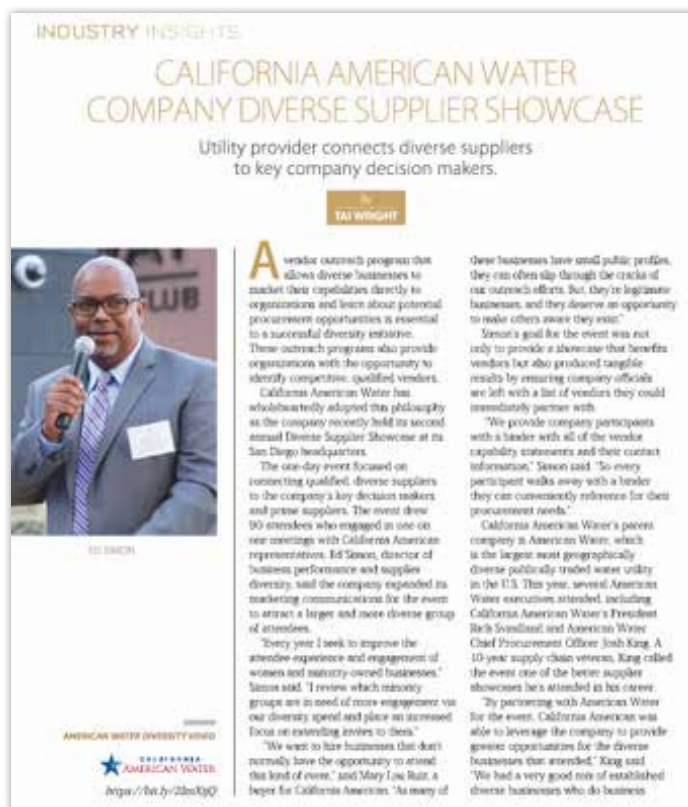 INDUSTRY INSIGHTS
CALIFORNIA AMERICAN WATER
COMPANY DIVERSE SUPPLIER SHOWCASE
Utility provider connects diverse suppliers
to key company decision makers.
By
TAJ WRIGHT
CLUB
ED SIMON
AMERICAN WATER DIVERSITY VIDEO
CALIFORNIA
AMERICAN WATER
A vendor outreach program that
allows diverse businesses to
market their capabilities directly to
organizations and learn about potential
procurement opportunities is essential
to a successful diversity initiative.
These outreach programs also provide
organizations with the opportunity to
identify competitive, qualified vendors.
California American Water has
wholeheartedly adopted this philosophy
as the company recently held its second
annual Diverse Supplier Showcase at its
San Diego headquarters.
The one-day event focused on
connecting qualified, diverse suppliers
to the company's key decision makers
and prime suppliers. The event drew
90 attendees who engaged in one on
one meetings with California American
representatives. Ed Simon, director of
business performance and supplier
diversity, said the company expanded its
marketing communications for the event
to attract a larger and more diverse group
of attendees.
"Every year I seek to improve the
attendee experience and engagement of
women and minority-owned businesses,"
Simon said. "I review which minority
groups are in need of more engagement via
our diversity spend and place an increased
focus on extending invites to them."
"We want to hire businesses that don't
normally have the opportunity to attend
this kind of event," said Mary Lou Ruiz, a
buyer for California American. "As many of
these businesses have small public profiles,
they can often slip through the cracks of
our outreach efforts. But, they're legitimate
businesses, and they deserve an opportunity
to make others aware they exist."
Simon's goal for the event was not
only to provide a showcase that benefits
vendors but also produced tangible
results by ensuring company officials
are left with a list of vendors they could
immediately partner with.
"We provide company participants
with a binder with all of the vendor
capability statements and their contact
information," Simon said. "So every
participant walks away with a binder
they can conveniently reference for their
procurement needs."
California American Water's parent
company is American Water, which
is the largest most geographically
diverse publically traded water utility
in the U.S. This year, several American
Water executives attended, including
California American Water's President
Rich Svindland and American Water
Chief Procurement Officer Josh King. A
10-year supply chain veteran, King called
the event one of the better supplier
showcases he's attended in his career.
"By partnering with American Water
for the event, California American was
able to leverage the company to provide
greater opportunities for the diverse
businesses that attended," King said.
"We had a very good mix of established
diverse businesses who do business